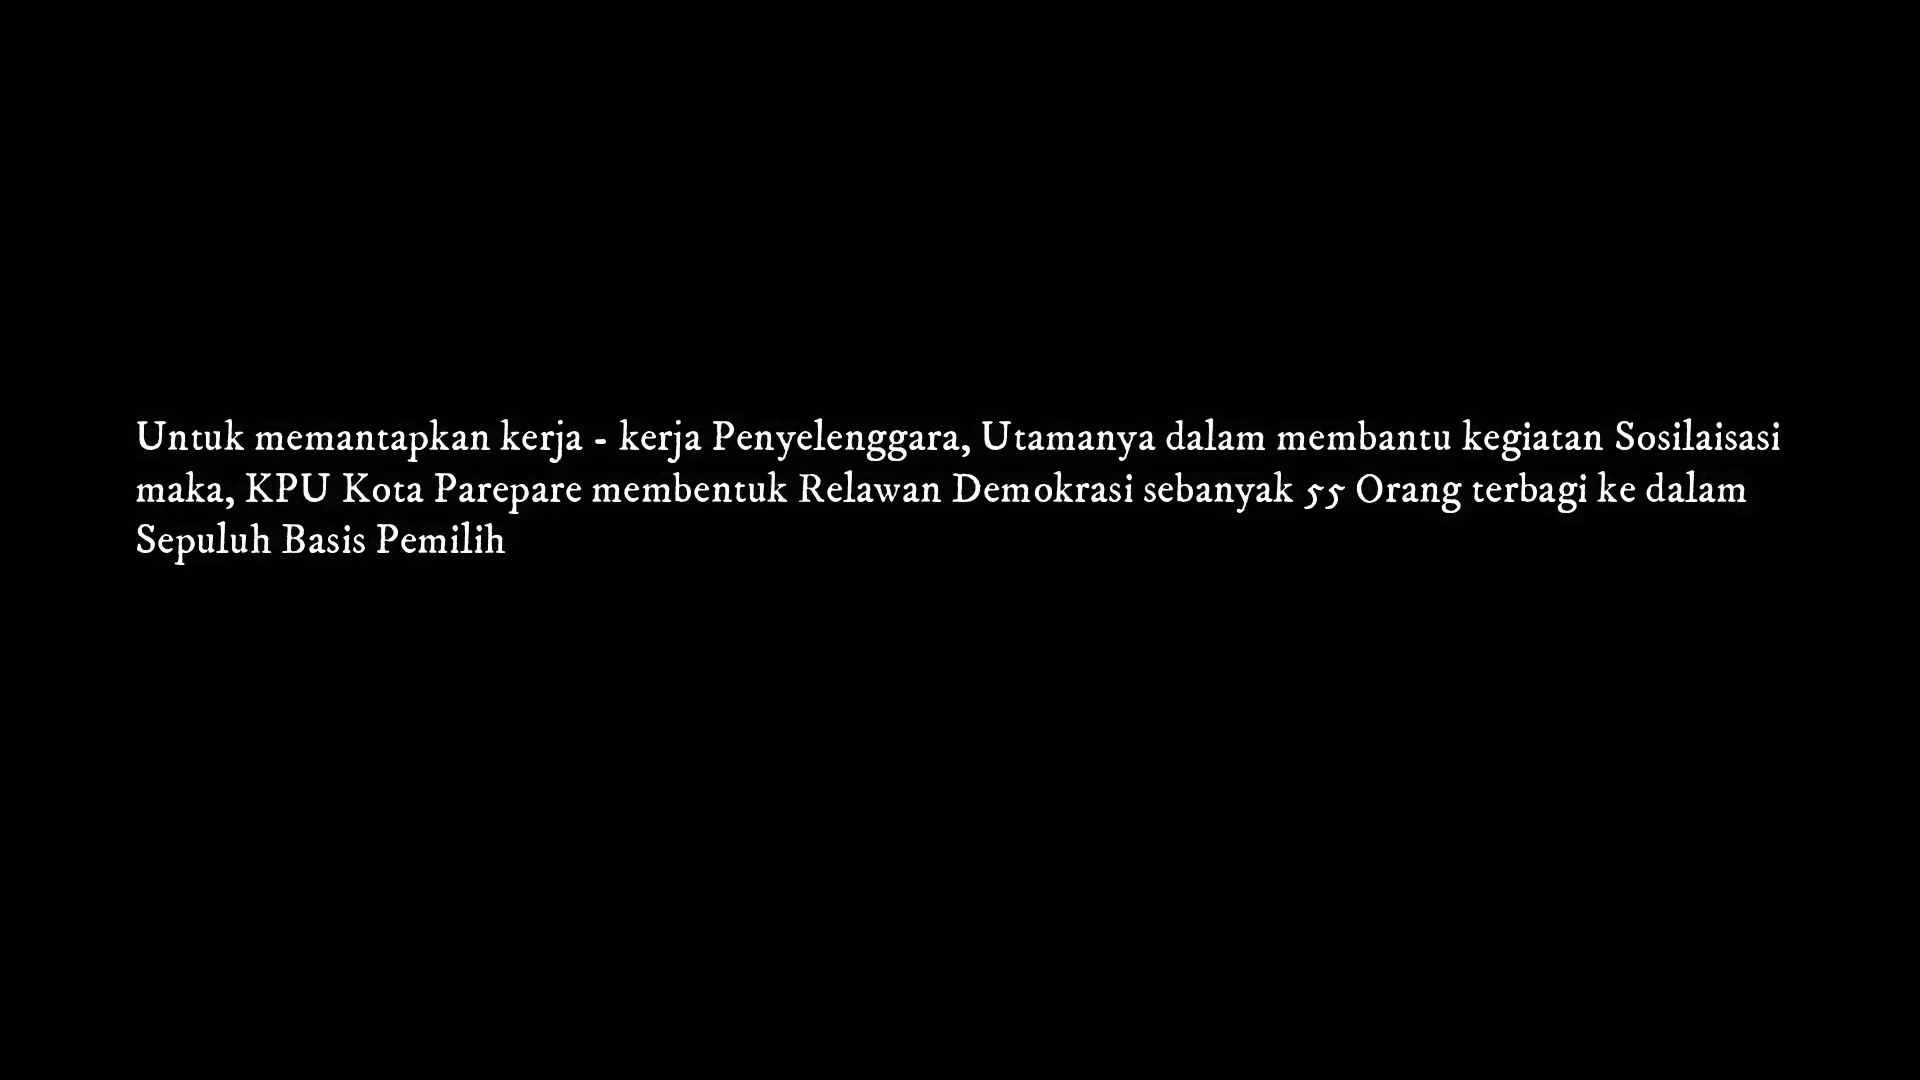 Untuk memantapkan kerja - kerja Penyelenggara, Utamanya dalam membantu kegiatan Sosilaisasi
maka, KPU Kota Parepare membentuk Relawan Demokrasi sebanyak 55 Orang terbagi ke dalam
Sepuluh Basis Pemilih